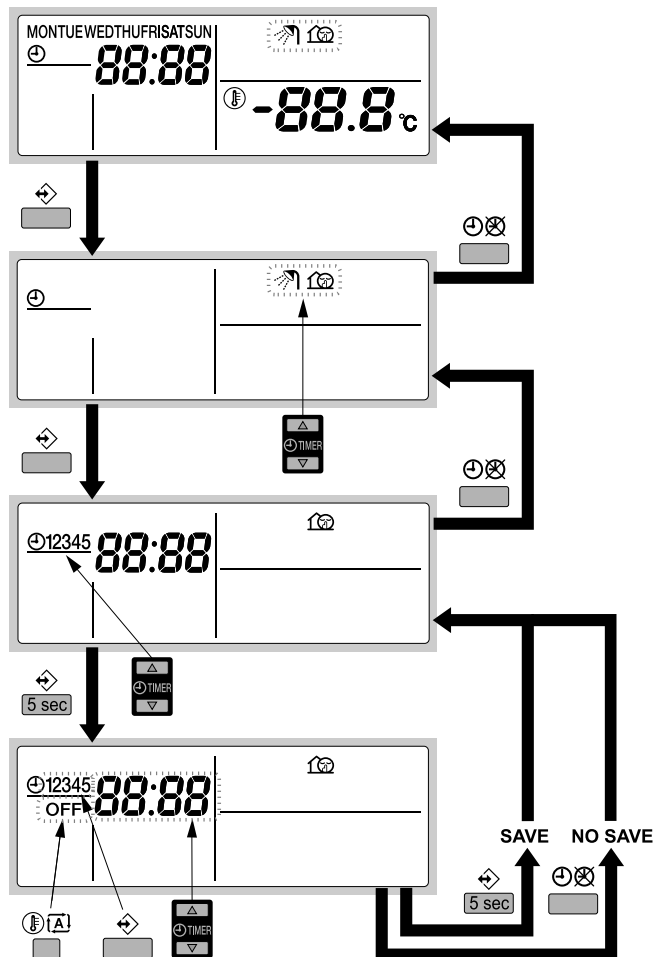 MONTUEWEDTHUFRISATSUN
88:88
-88.8 °C
TIMER
12345 88:88
TIMER
5 sec
12345 88:88
OFF
SAVE NO SAVE
5 sec
A
TIMER